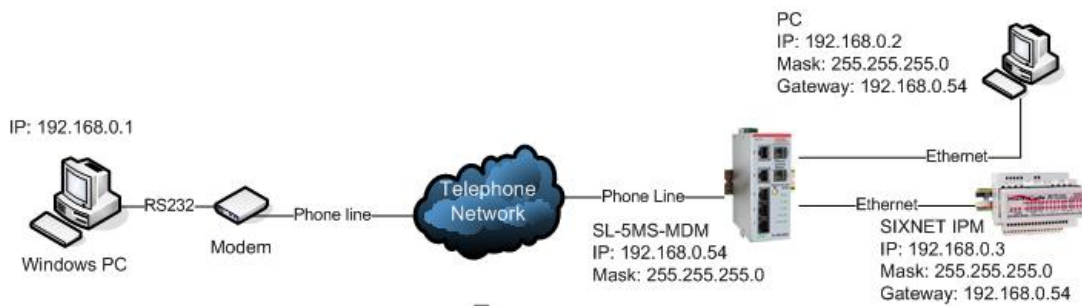 PC
IP: 192.168.0.2
Mask: 255.255.255.0
Gateway: 192.168.0.54
IP: 192.168.0.1
Ethernet
Telephone
Network
RS232
Phone line
Phone Line
Ethernet
Modem
Windows PC
SL-5MS-MDM
IP: 192.168.0.54
Mask: 255.255.255.0
SIXNET IPM
IP: 192.168.0.3
Mask: 255.255.255.0
Gateway: 192.168.0.54